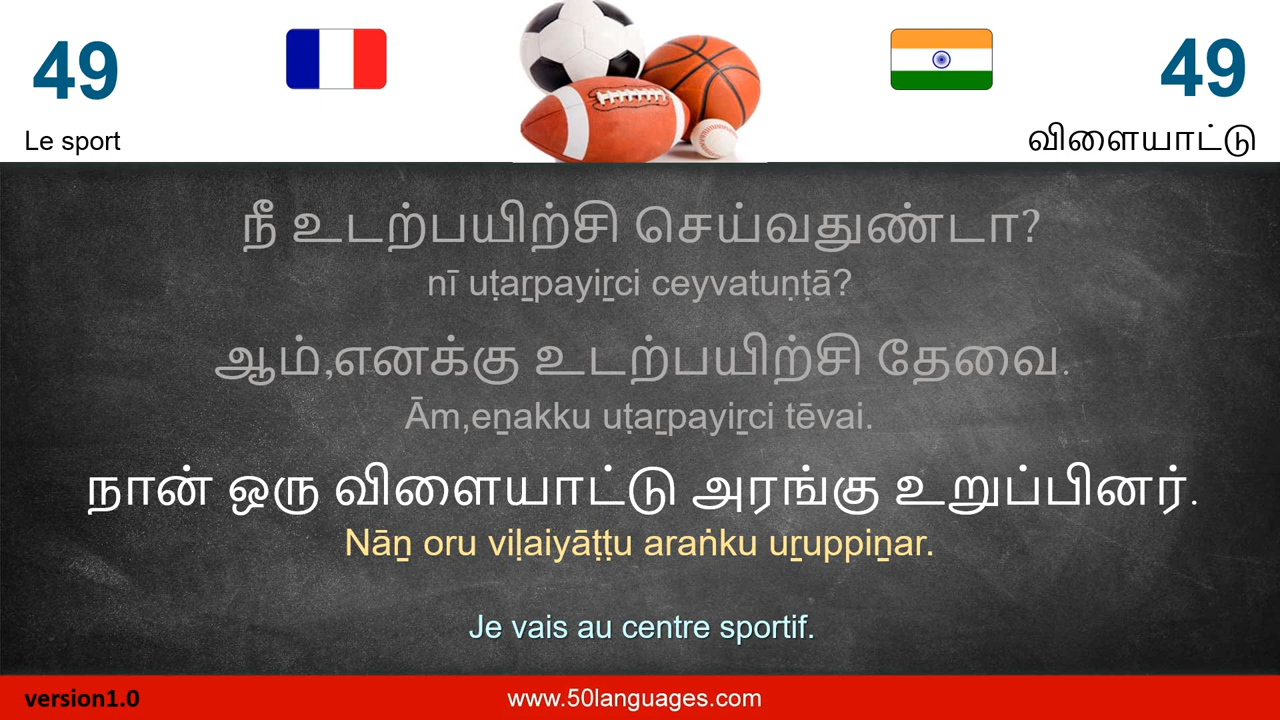 49
49
Le sport
விளையாட்டு
நீ உடற்பயிற்சி செய்வதுண்டா?
nī uṭaṟpayiṟci ceyvatuṇṭā?
ஆம்,எனக்கு உடற்பயிற்சி தேவை.
Ām,eṉakku uṭaṟpayiṟci tēvai.
நான் ஒரு விளையாட்டு அரங்கு உறுப்பினர்.
Nāṉ oru viḷaiyāṭṭu araṅku uṟuppiṉar.
Je vais au centre sportif.
version1.0
www.50languages.com